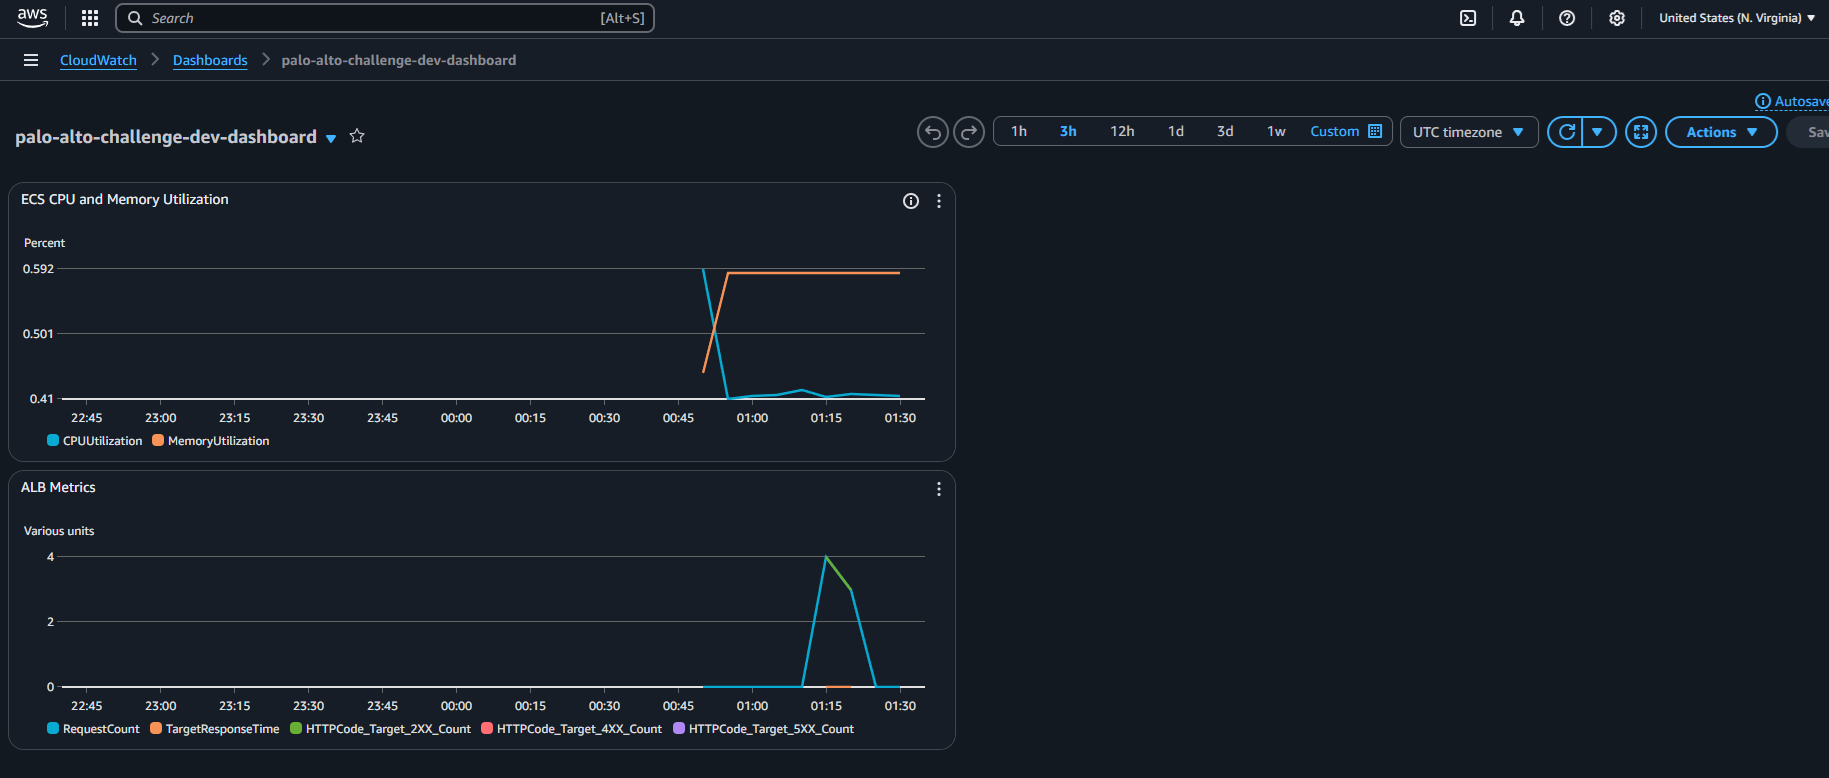 aws Search [Alt+S] United States (N. Virginia)
CloudWatch Dashboards palo-alto-challenge-dev-dashboard
Autosave
palo-alto-challenge-dev-dashboard 1h 3h 12h 1d 3d 1w Custom UTC timezone Actions Sav
ECS CPU and Memory Utilization
Percent
0.592
0.501
0.41
22:45 23:00 23:15 23:30 23:45 00:00 00:15 00:30 00:45 01:00 01:15 01:30
CPUUtilization MemoryUtilization
ALB Metrics
Various units
4
2
0
22:45 23:00 23:15 23:30 23:45 00:00 00:15 00:30 00:45 01:00 01:15 01:30
RequestCount TargetResponseTime HTTPCode_Target_2XX_Count HTTPCode_Target_4XX_Count HTTPCode_Target_5XX_Count